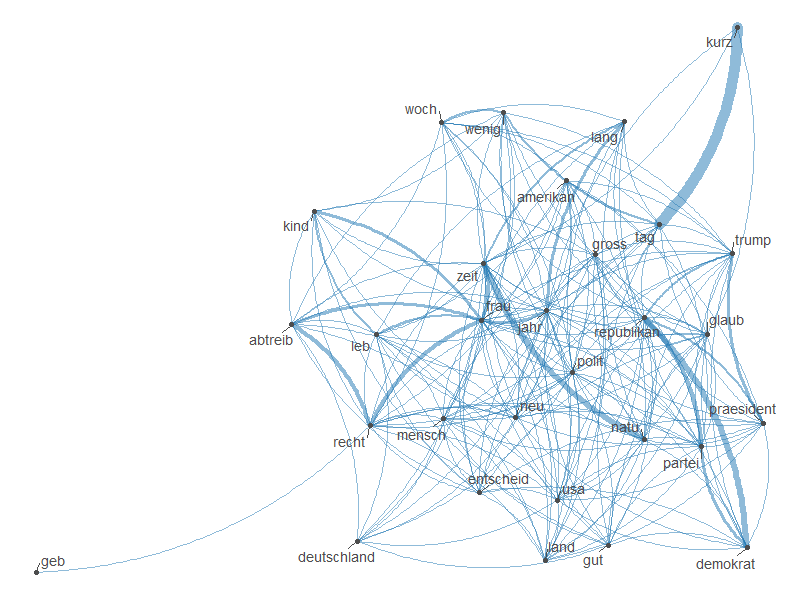 kurz
woch
wenig
lang
amerikan
kind
tag
gross
trump
zeit
frau
jahr
republikan
glaub
abtreib
leb
polit
neu
praesident
recht
mensch
natu
partei
entscheid
usa
deutschland
land
gut
demokrat
geb